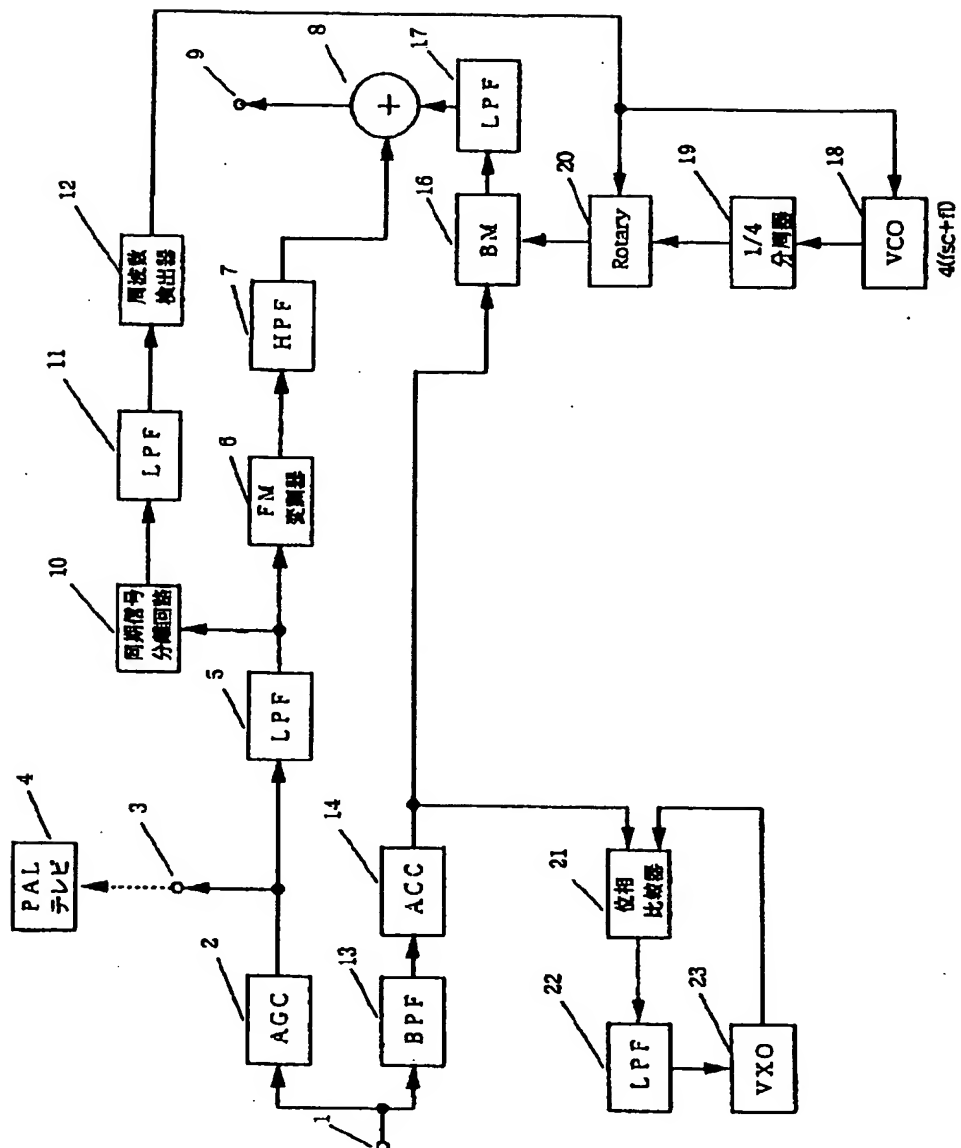 1
2
AGC
3
4
PAL
テレビ
5
LPF
6
FM
変調器
7
HPF
8
+
9
10
同期信号
分離回路
11
LPF
12
周波数
検出器
13
BPF
14
ACC
16
BM
17
LPF
18
VCO
4(fsc+f1)
19
1/4
分周器
20
Rotary
21
位相
比較器
22
LPF
23
VXO